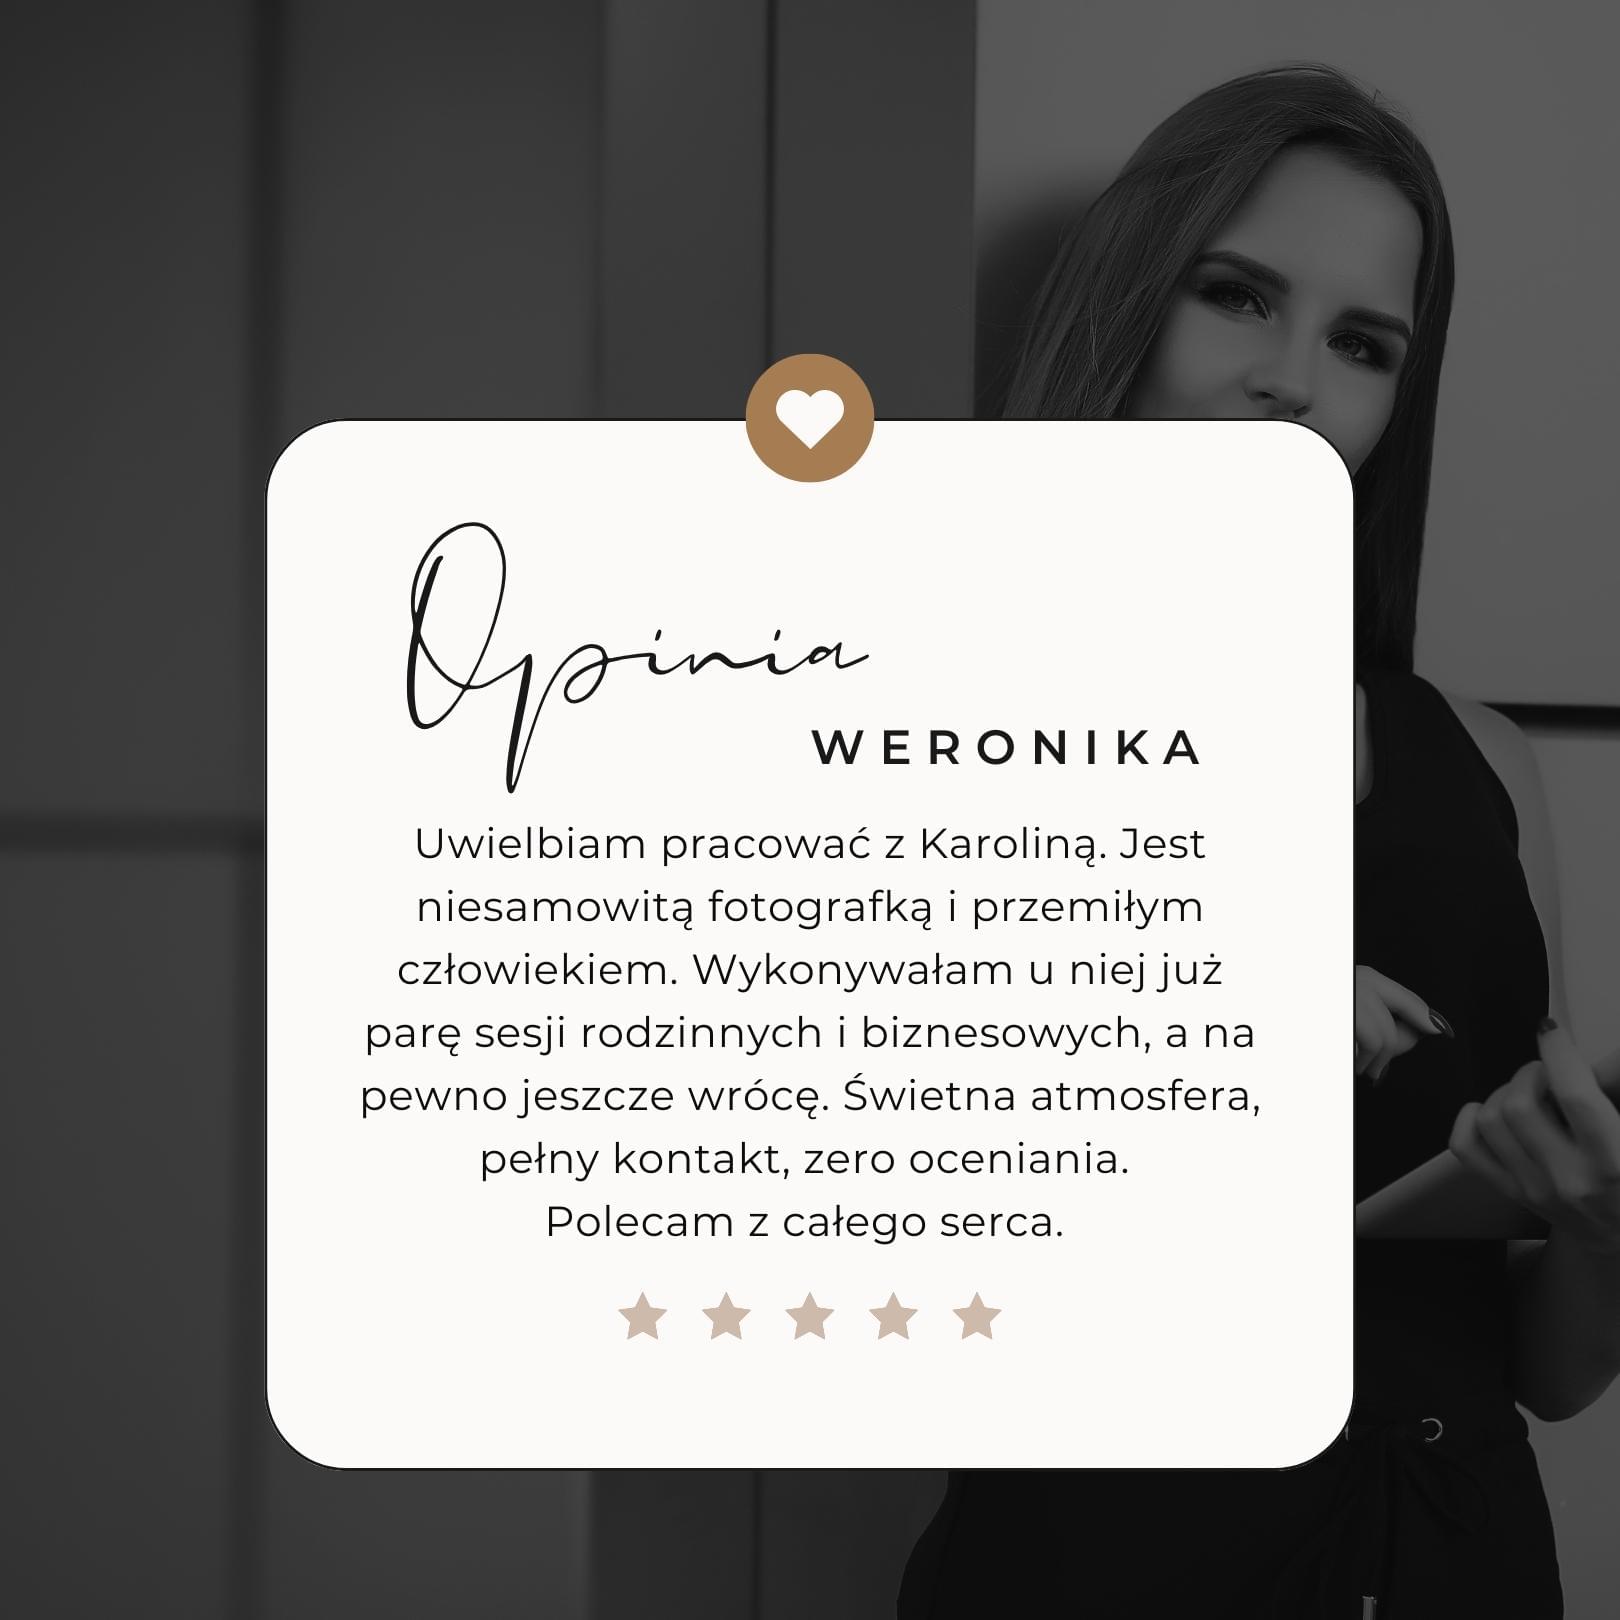 Opinia
WERONIKA
Uwielbiam pracować z Karoliną. Jest
niesamowitą fotografką i przemiłym
człowiekiem. Wykonywałam u niej już
parę sesji rodzinnych i biznesowych, a na
pewno jeszcze wrócę. Świetna atmosfera,
pełny kontakt, zero oceniania.
Polecam z całego serca.